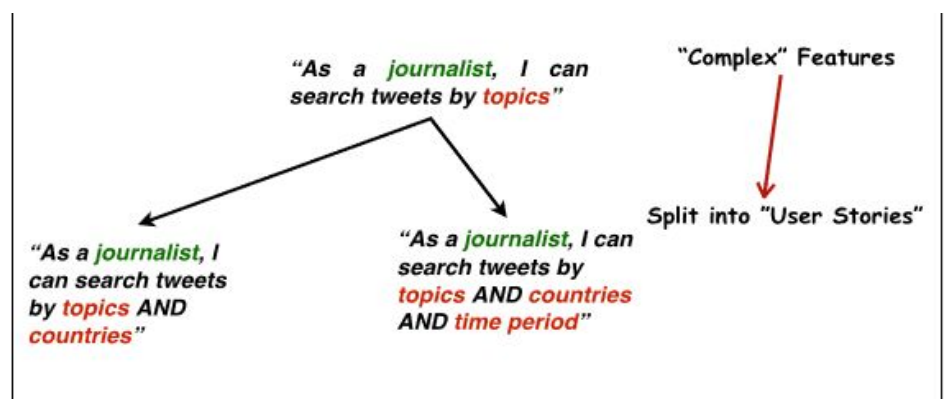 “As a journalist, I can
search tweets by topics”
“Complex” Features
Split into ”User Stories”
“As a journalist, I
can search tweets
by topics AND
countries”
“As a journalist, I can
search tweets by
topics AND countries
AND time period”